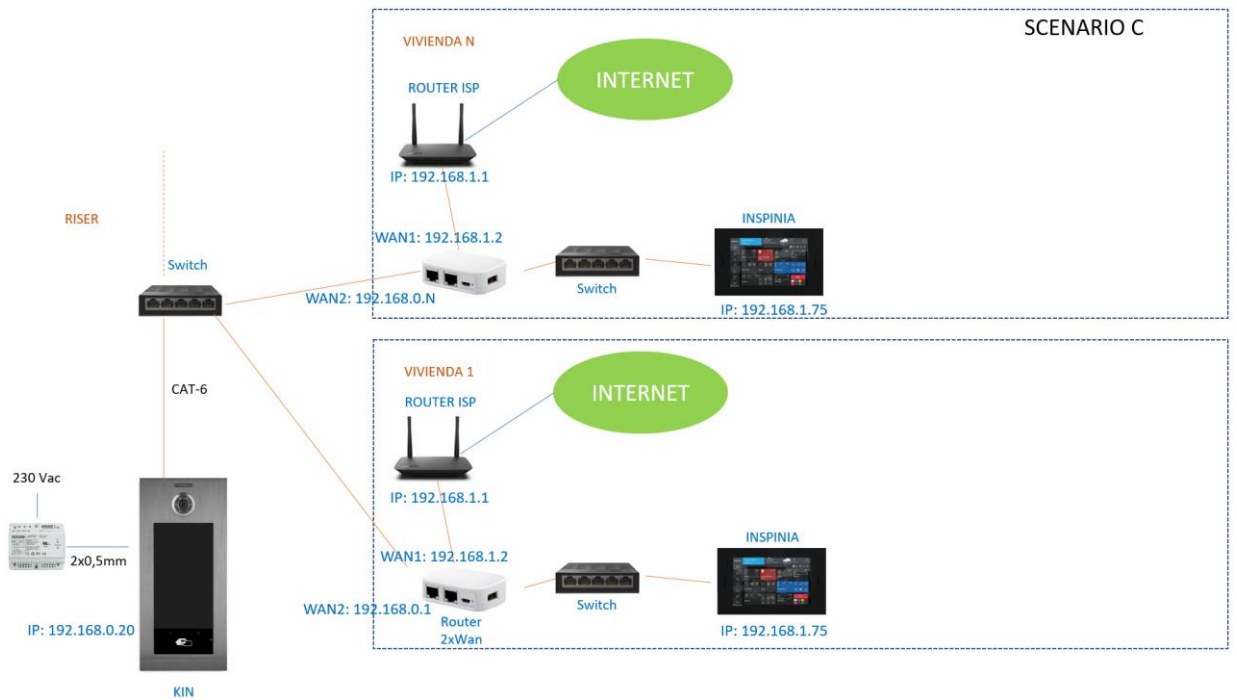 SCENARIO C
VIVIENDA N
INTERNET
ROUTER ISP
IP: 192.168.1.1
RISER
INSPINIA
WAN1: 192.168.1.2
Switch
Switch
WAN2: 192.168.0.N
IP: 192.168.1.75
VIVIENDA 1
CAT-6
INTERNET
ROUTER ISP
230 Vac
IP: 192.168.1.1
INSPINIA
WAN1: 192.168.1.2
2x0,5mm
Switch
WAN2: 192.168.0.1
Router
2xWan
IP: 192.168.1.75
IP: 192.168.0.20
KIN